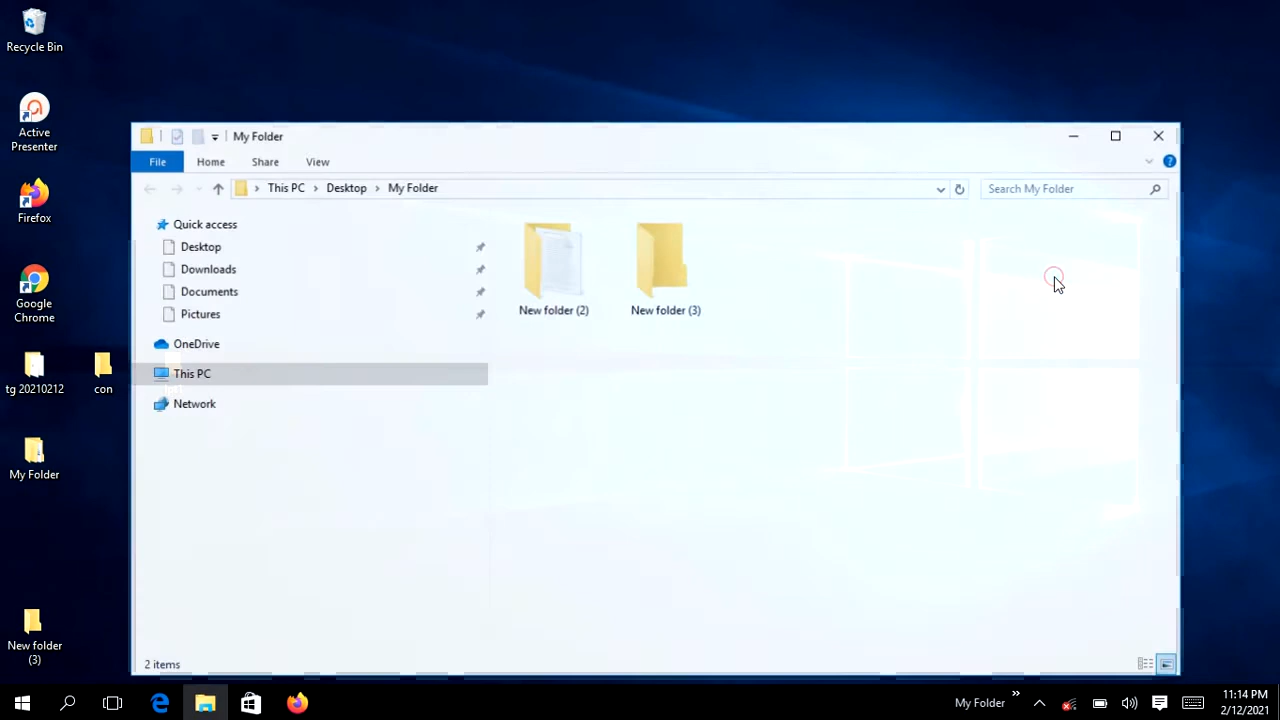 Recycle Bin
Active
Presenter
Firefox
Google
Chrome
tg 20210212
con
My Folder
New folder
(3)
My Folder
File
Home
Share
View
This PC
Desktop
My Folder
Search My Folder
Quick access
Desktop
Downloads
Documents
Pictures
OneDrive
This PC
Network
New folder (2)
New folder (3)
2 items
My Folder
11:14 PM
2/12/2021